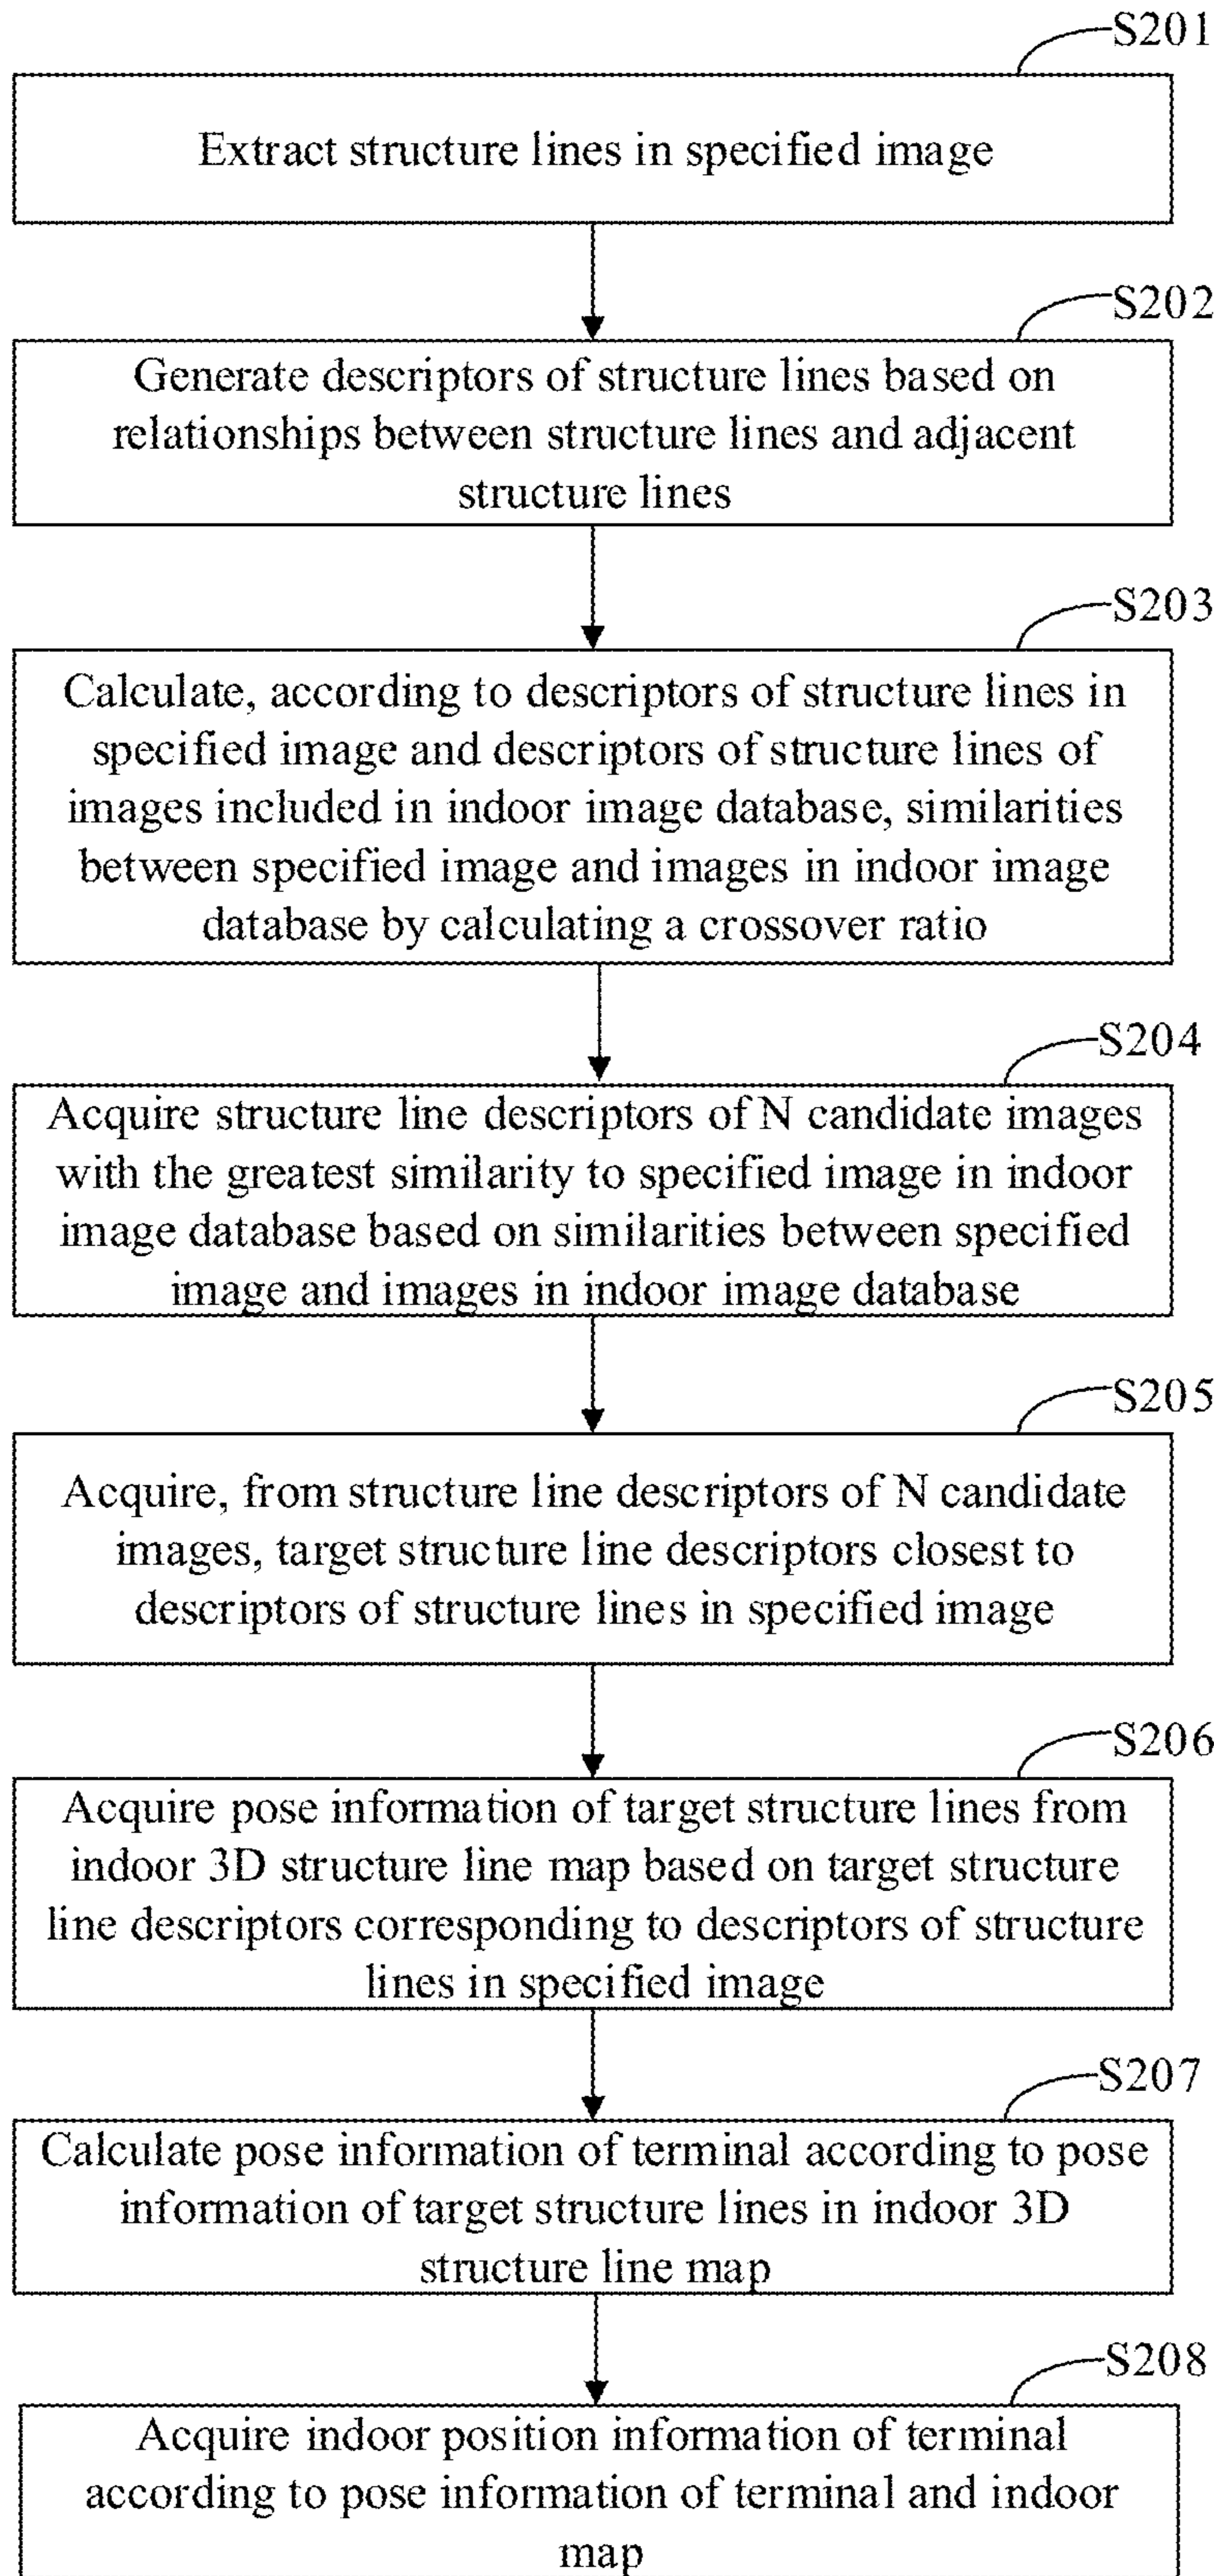 S201
Extract structure lines in specified image
S202
Generate descriptors of structure lines based on
relationships between structure lines and adjacent
structure lines
S203
Calculate, according to descriptors of structure lines in
specified image and descriptors of structure lines of
images included in indoor image database, similarities
between specified image and images in indoor image
database by calculating a crossover ratio
S204
Acquire structure line descriptors of N candidate images
with the greatest similarity to specified image in indoor
image database based on similarities between specified
image and images in indoor image database
S205
Acquire, from structure line descriptors of N candidate
images, target structure line descriptors closest to
descriptors of structure lines in specified image
S206
Acquire pose information of target structure lines from
indoor 3D structure line map based on target structure
line descriptors corresponding to descriptors of structure
lines in specified image
S207
Calculate pose information of terminal according to pose
information of target structure lines in indoor 3D
structure line map
S208
Acquire indoor position information of terminal
according to pose information of terminal and indoor
map